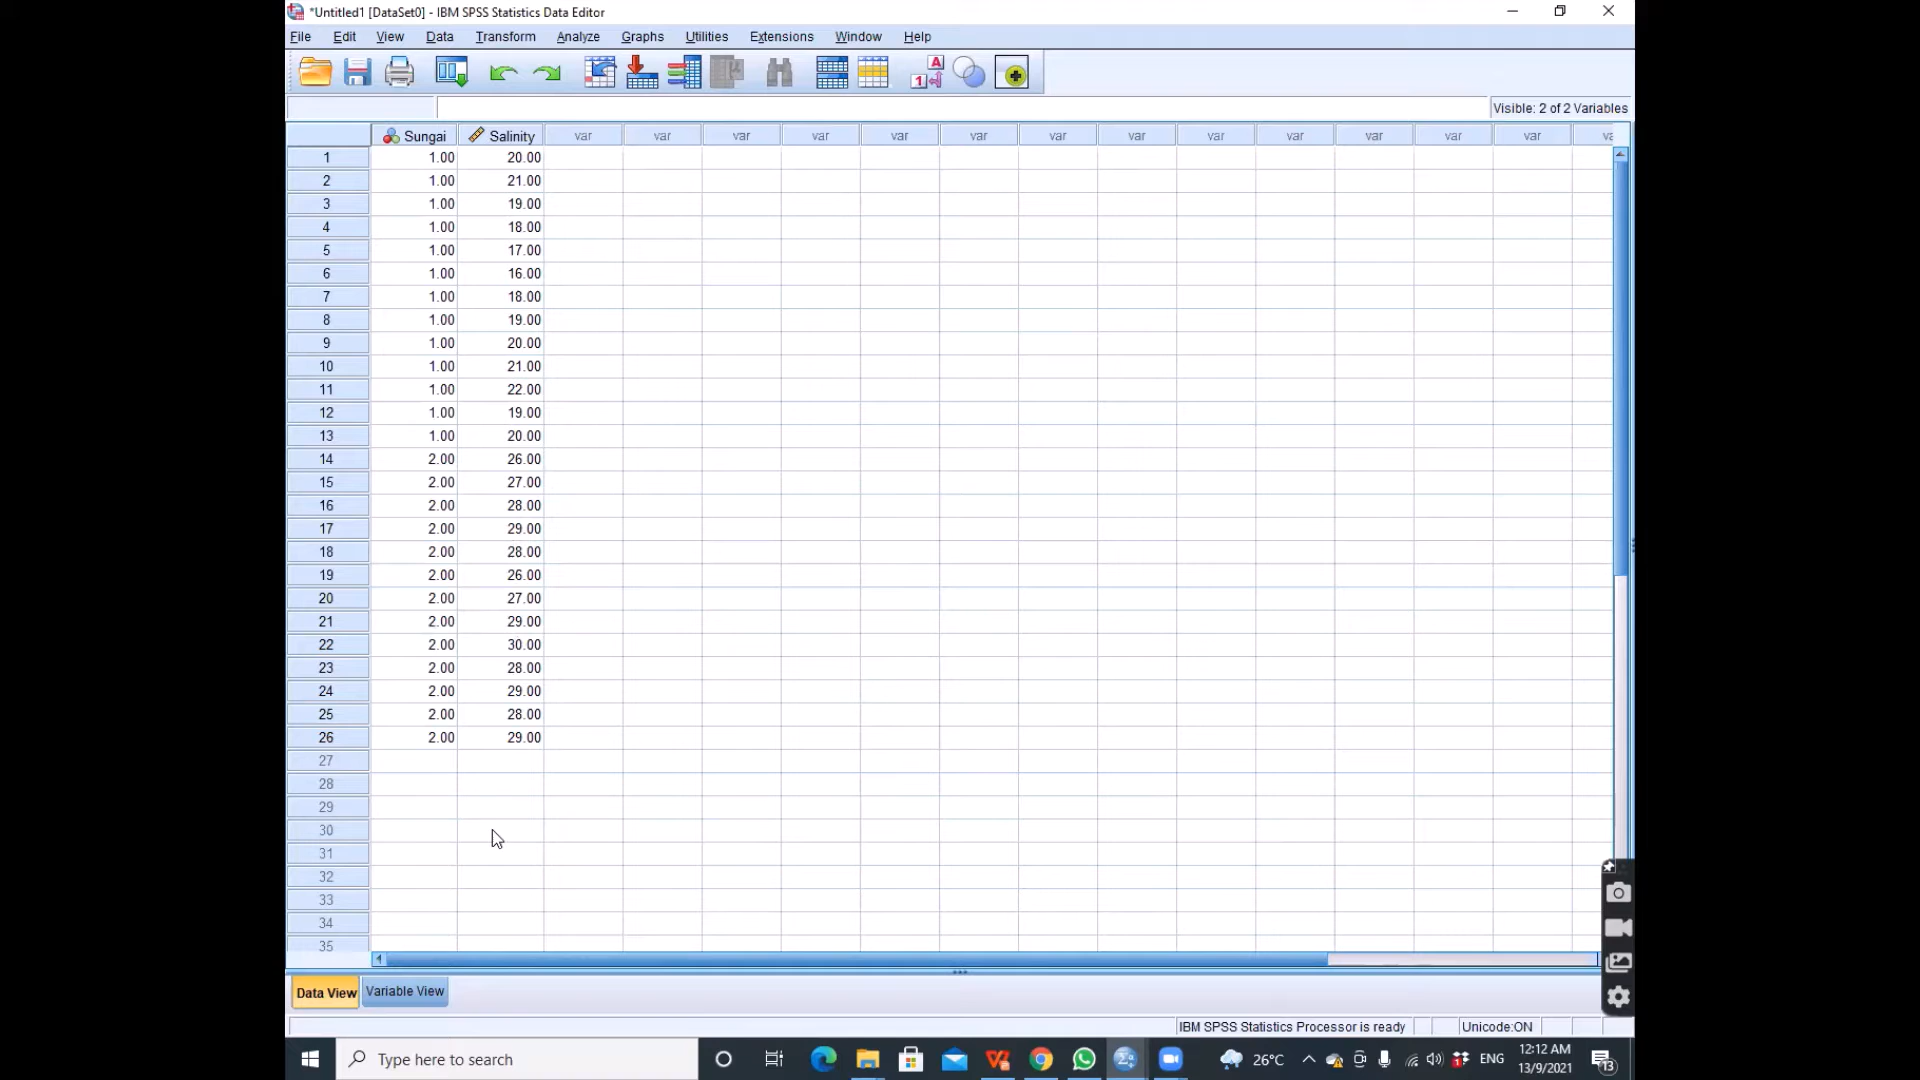 *Untitled1 [DataSet0] - IBM SPSS Statistics Data Editor
File Edit View Data Transform Analyze Graphs Utilities Extensions Window Help
Visible: 2 of 2 Variables
Sungai Salinity var var var var var var var var var var var var var
1 1.00 20.00
2 1.00 21.00
3 1.00 19.00
4 1.00 18.00
5 1.00 17.00
6 1.00 16.00
7 1.00 18.00
8 1.00 19.00
9 1.00 20.00
10 1.00 21.00
11 1.00 22.00
12 1.00 19.00
13 1.00 20.00
14 2.00 26.00
15 2.00 27.00
16 2.00 28.00
17 2.00 29.00
18 2.00 28.00
19 2.00 26.00
20 2.00 27.00
21 2.00 29.00
22 2.00 30.00
23 2.00 28.00
24 2.00 29.00
25 2.00 28.00
26 2.00 29.00
27
28
29
30
31
32
33
34
35
Data View Variable View
IBM SPSS Statistics Processor is ready Unicode:ON
Type here to search 26°C ENG 12:12 AM 13
13/9/2021